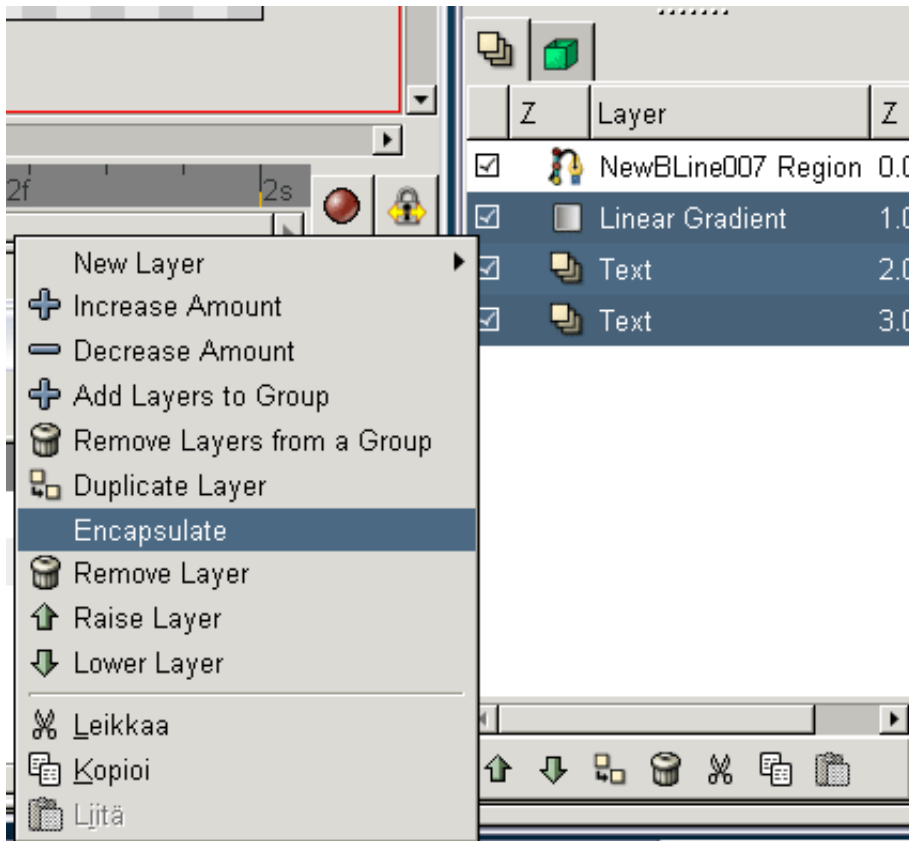 Z Layer Z
NewBLine007 Region 0.0
Linear Gradient 1.0
Text 2.0
Text 3.0
2f 2s
New Layer
Increase Amount
Decrease Amount
Add Layers to Group
Remove Layers from a Group
Duplicate Layer
Encapsulate
Remove Layer
Raise Layer
Lower Layer
Leikkaa
Kopioi
Liitä